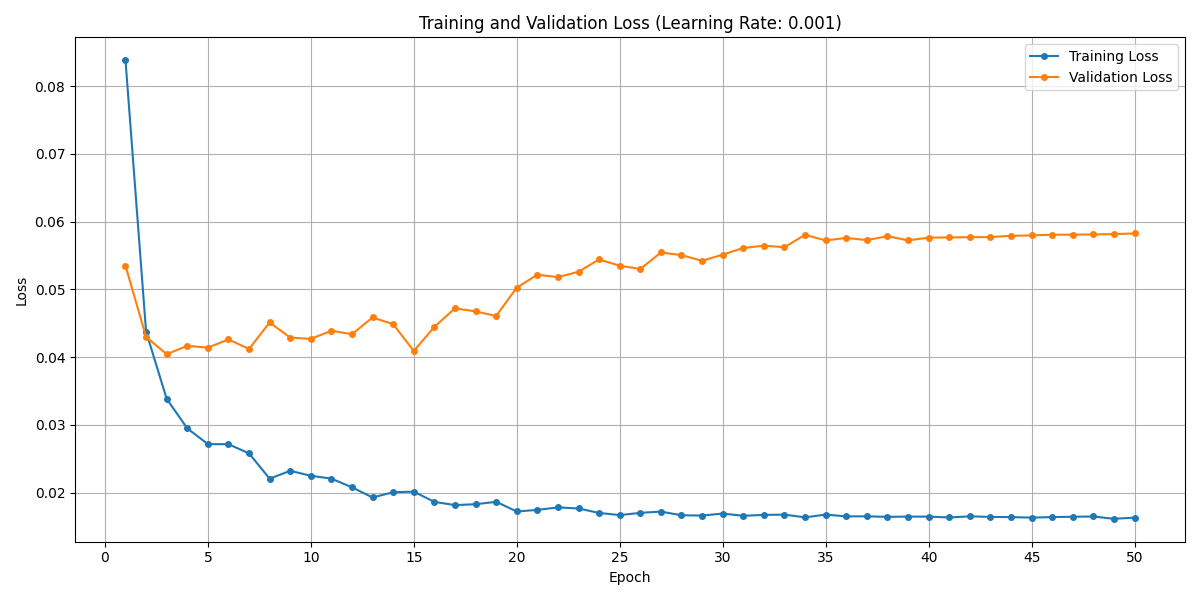 Training and Validation Loss (Learning Rate: 0.001)
Training Loss
Validation Loss
0.08
0.07
0.06
0.05
0.04
0.03
0.02
Loss
0 5 10 15 20 25 30 35 40 45 50
Epoch